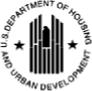 U.S. DEPARTMENT OF HOUSING
AND URBAN DEVELOPMENT